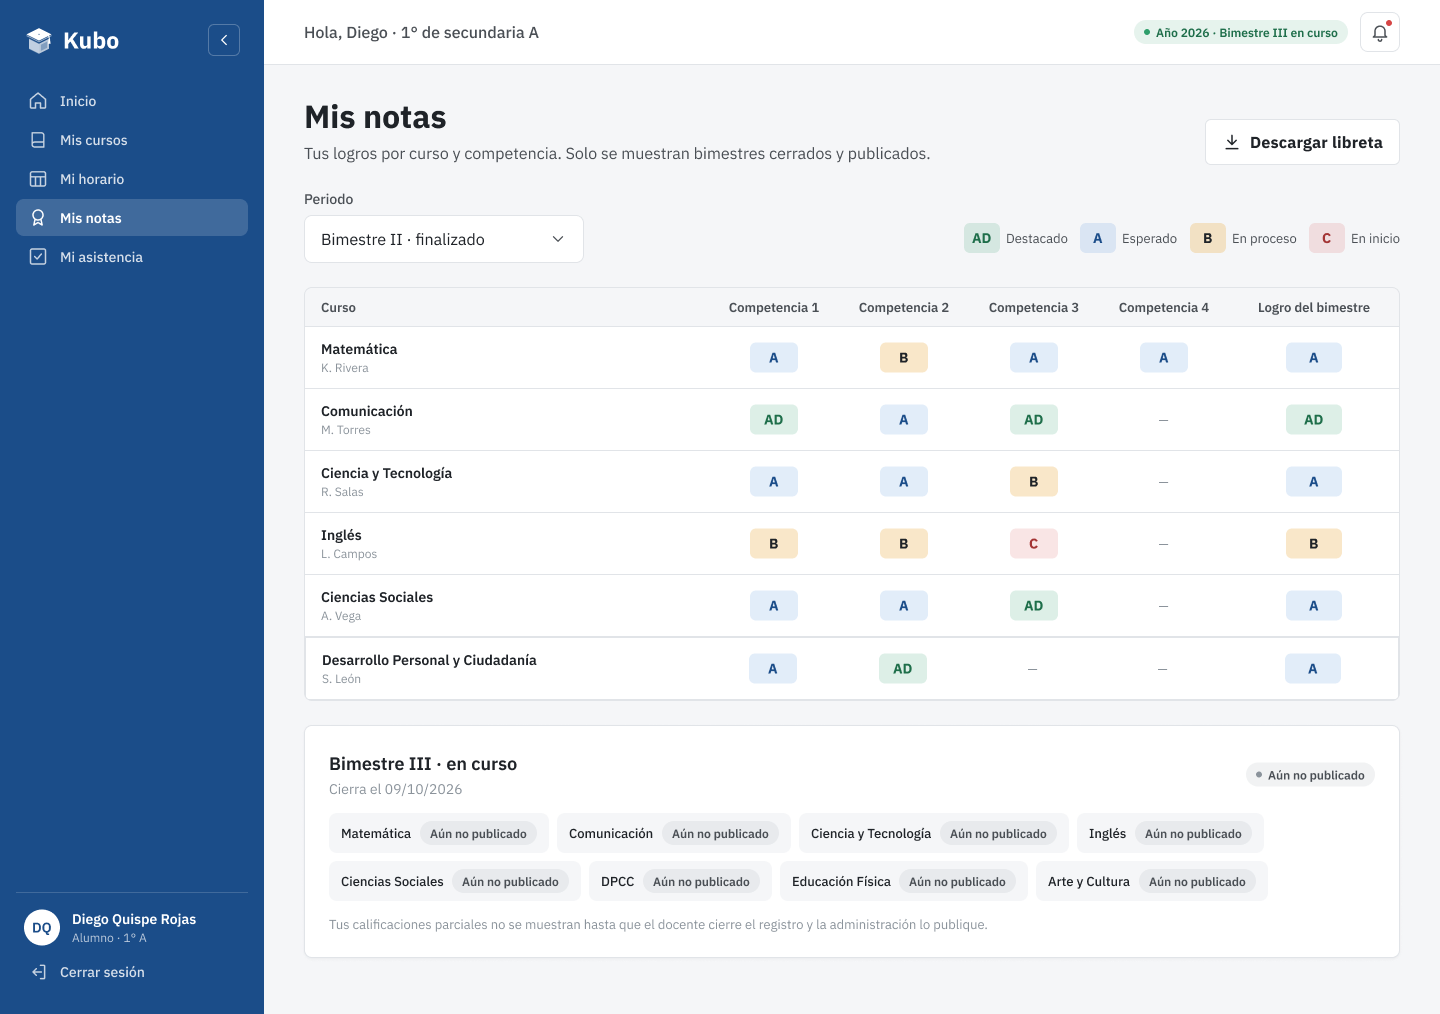 Kubo
Inicio
Mis cursos
Mi horario
Mis notas
Mi asistencia
DQ
Diego Quispe Rojas
Alumno · 1° A
Cerrar sesión
Hola, Diego · 1° de secundaria A
Año 2026 · Bimestre III en curso
Mis notas
Tus logros por curso y competencia. Solo se muestran bimestres cerrados y publicados.
Descargar libreta
Periodo
Bimestre II · finalizado
AD Destacado A Esperado B En proceso C En inicio
Curso Competencia 1 Competencia 2 Competencia 3 Competencia 4 Logro del bimestre
Matemática
K. Rivera
A B A A A
Comunicación
M. Torres
AD A AD – AD
Ciencia y Tecnología
R. Salas
A A B – A
Inglés
L. Campos
B B C – B
Ciencias Sociales
A. Vega
A A AD – A
Desarrollo Personal y Ciudadanía
S. León
A AD – – A
Bimestre III · en curso
Cierra el 09/10/2026
Aún no publicado
Matemática Aún no publicado Comunicación Aún no publicado Ciencia y Tecnología Aún no publicado Inglés Aún no publicado
Ciencias Sociales Aún no publicado DPCC Aún no publicado Educación Física Aún no publicado Arte y Cultura Aún no publicado
Tus calificaciones parciales no se muestran hasta que el docente cierre el registro y la administración lo publique.